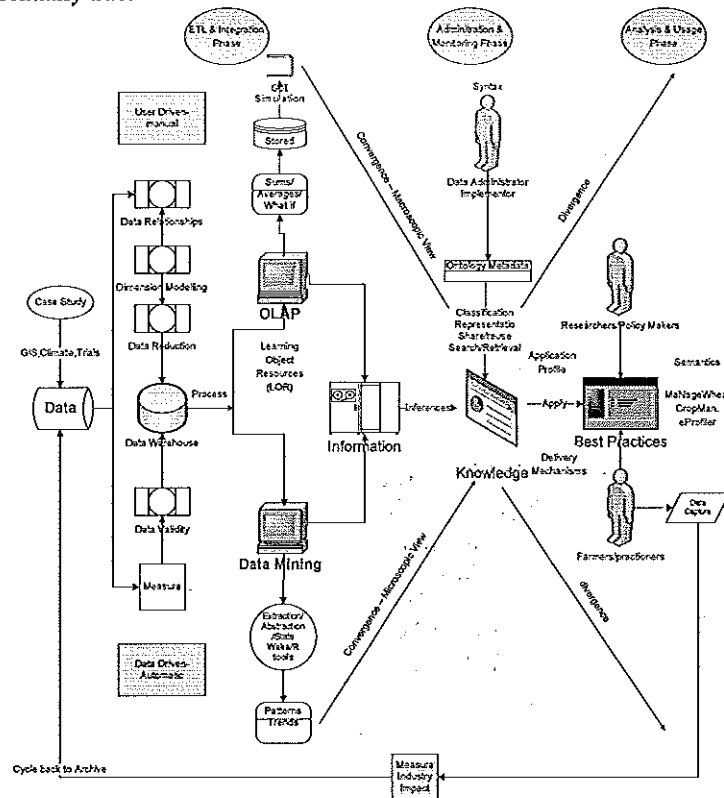 ETL & Integration
Phase
Administration &
Monitoring Phase
Analysis & Usage
Phase
User Driven-
manual
Simulation
Stored
Sums/
Averages/
What if
OLAP
Data Relationships
Dimension Modelling
Data Reduction
Case Study
GIS,Climate,Trials
Data
Data Warehouse
Process
Learning
Object
Resources
(LOR)
Data Validity
Measure
Data Mining
Extraction/
Abstraction
/Stats
Weka/R
tools
Patterns
Trends
Data Driven-
Automatic
Convergence – Macroscopic View
Syntax
Data Administrator
Implementor
Ontology Metadata
Classification
Representatio
Share/reuse
Search/Retrieval
Divergence
Researchers/Policy Makers
Information
Inferences
Knowledge
Application
Profile
Apply
Delivery
Mechanisms
Best Practices
Semantics
MaNageWhea
CropMan,
eProfiler
Farmers/practioners
Data
Capture
Convergence – Microscopic View
divergence
Cycle back to Archive
Measure
Industry
Impact